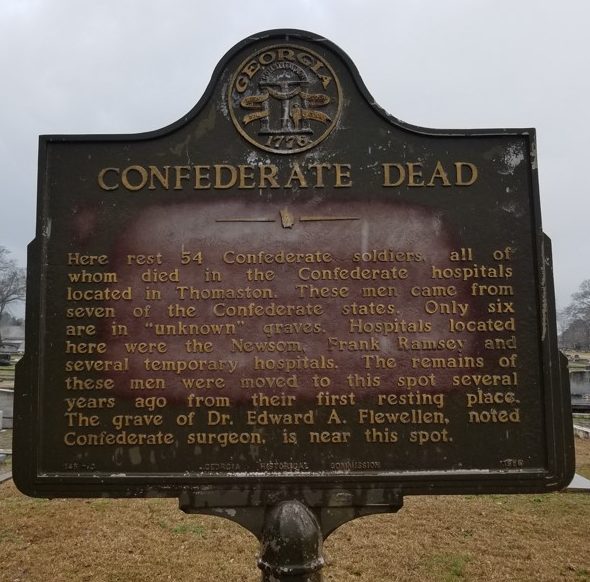 GEORGIA
1776
CONFEDERATE DEAD
Here rest 54 Confederate soldiers, all of
whom died in the Confederate hospitals
located in Thomaston. These men came from
seven of the Confederate states. Only six
are in "unknown" graves. Hospitals located
here were the Newsom, Frank Ramsey and
several temporary hospitals. The remains of
these men were moved to this spot several
years ago from their first resting place.
The grave of Dr. Edward A. Flewellen, noted
Confederate surgeon, is near this spot.
GEORGIA HISTORICAL COMMISSION